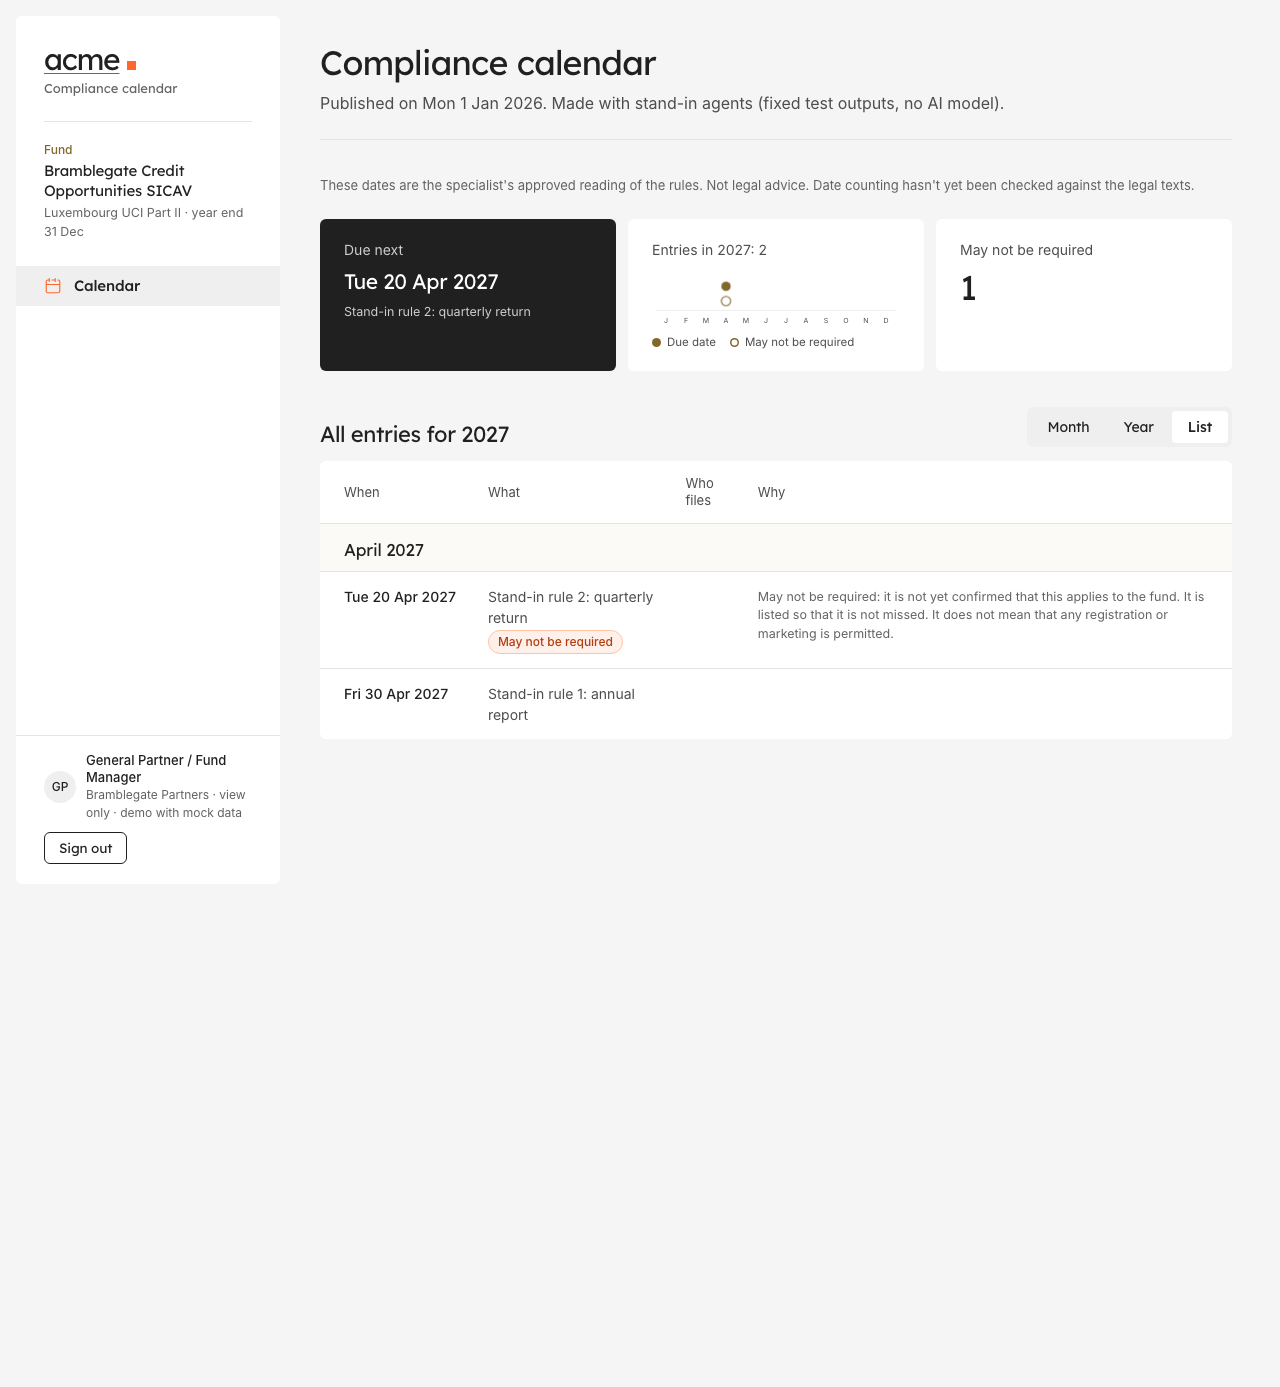 acme
Compliance calendar
Fund
Bramblegate Credit
Opportunities SICAV
Luxembourg UCI Part II · year end
31 Dec
Calendar
General Partner / Fund
Manager
GP
Bramblegate Partners · view
only · demo with mock data
Sign out
Compliance calendar
Published on Mon 1 Jan 2026. Made with stand-in agents (fixed test outputs, no AI model).
These dates are the specialist's approved reading of the rules. Not legal advice. Date counting hasn't yet been checked against the legal texts.
Due next
Tue 20 Apr 2027
Stand-in rule 2: quarterly return
Entries in 2027: 2
J F M A M J J A S O N D
Due date May not be required
May not be required
1
All entries for 2027
Month Year List
When What Who files Why
April 2027
Tue 20 Apr 2027
Stand-in rule 2: quarterly
return
May not be required
May not be required: it is not yet confirmed that this applies to the fund. It is
listed so that it is not missed. It does not mean that any registration or
marketing is permitted.
Fri 30 Apr 2027
Stand-in rule 1: annual
report